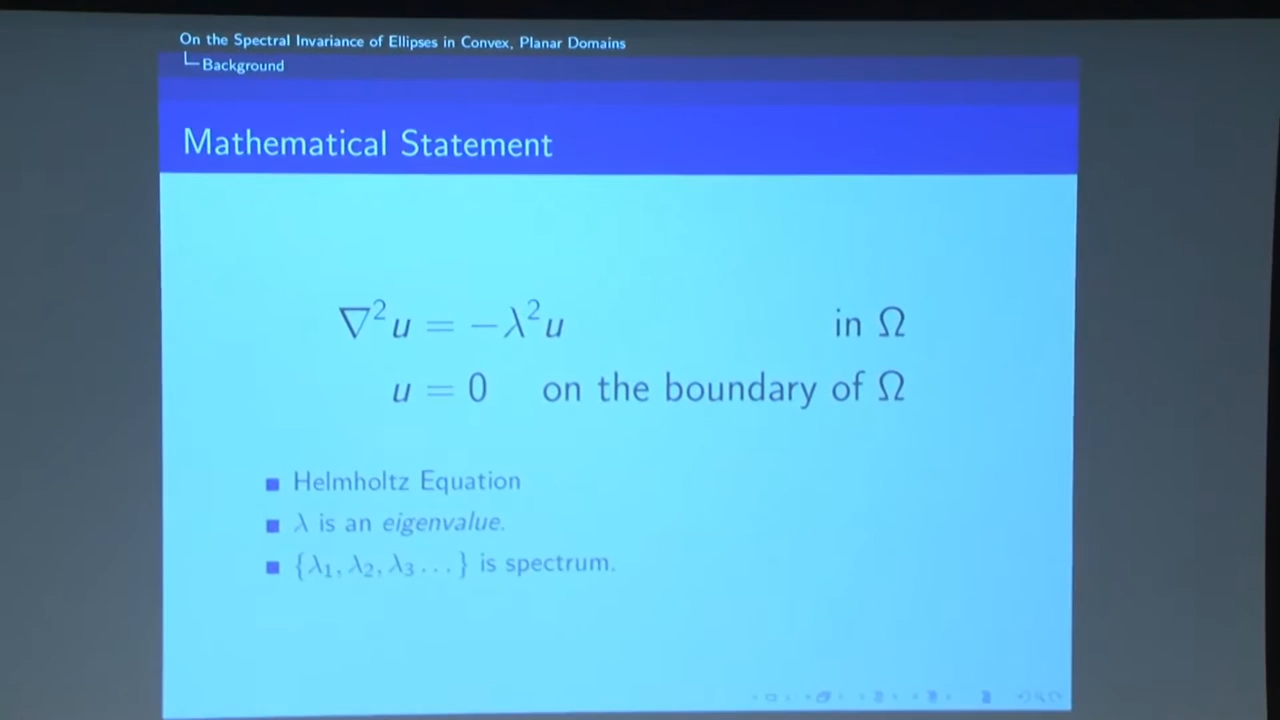 On the Spectral Invariance of Ellipses in Convex, Planar Domains
Background
Mathematical Statement
∇²u = −λ²u in Ω
u = 0 on the boundary of Ω
Helmholtz Equation
λ is an eigenvalue.
{λ₁, λ₂, λ₃ . . . } is spectrum.